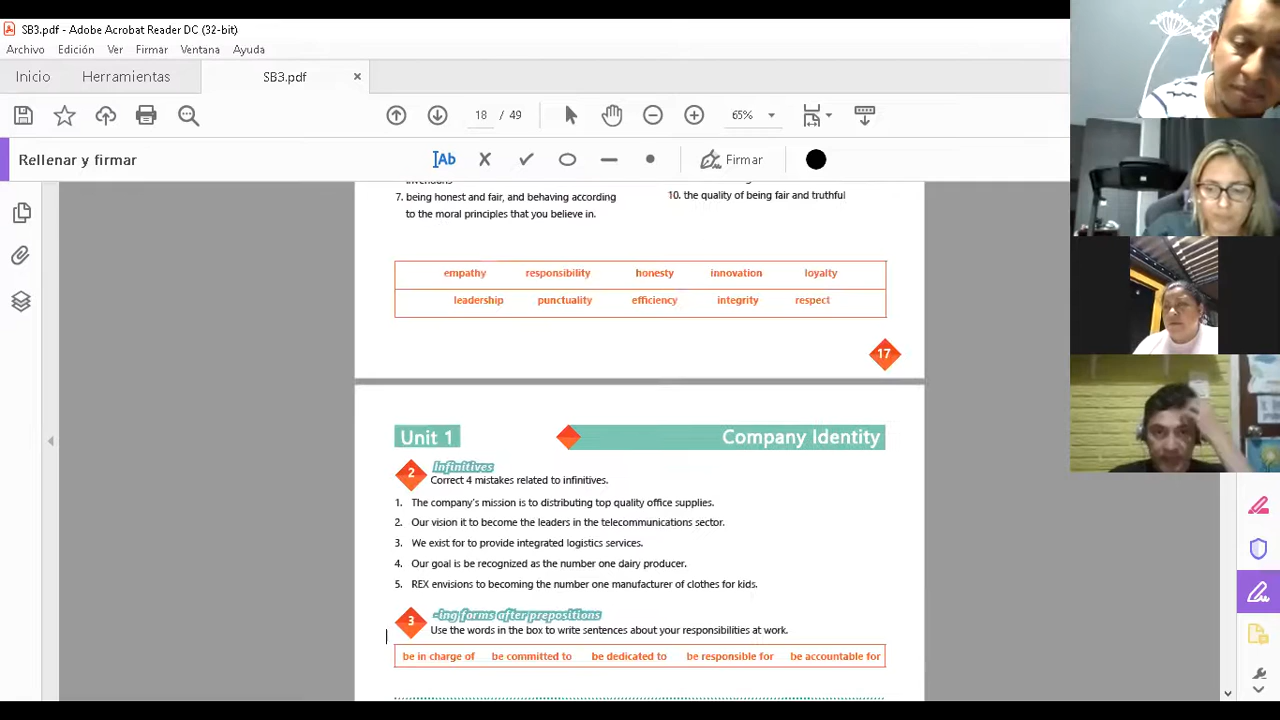 SB3.pdf - Adobe Acrobat Reader DC (32-bit)
Archivo Edición Ver Firmar Ventana Ayuda
Inicio Herramientas SB3.pdf ×
18 / 49 65%
Rellenar y firmar Ab Firmar
7. being honest and fair, and behaving according
to the moral principles that you believe in.
10. the quality of being fair and truthful
empathy responsibility honesty innovation loyalty
leadership punctuality efficiency integrity respect
17
Unit 1 Company Identity
2 Infinitives
Correct 4 mistakes related to infinitives.
1. The company's mission is to distributing top quality office supplies.
2. Our vision it to become the leaders in the telecommunications sector.
3. We exist for to provide integrated logistics services.
4. Our goal is be recognized as the number one dairy producer.
5. REX envisions to becoming the number one manufacturer of clothes for kids.
3 -ing forms after prepositions
Use the words in the box to write sentences about your responsibilities at work.
be in charge of be committed to be dedicated to be responsible for be accountable for